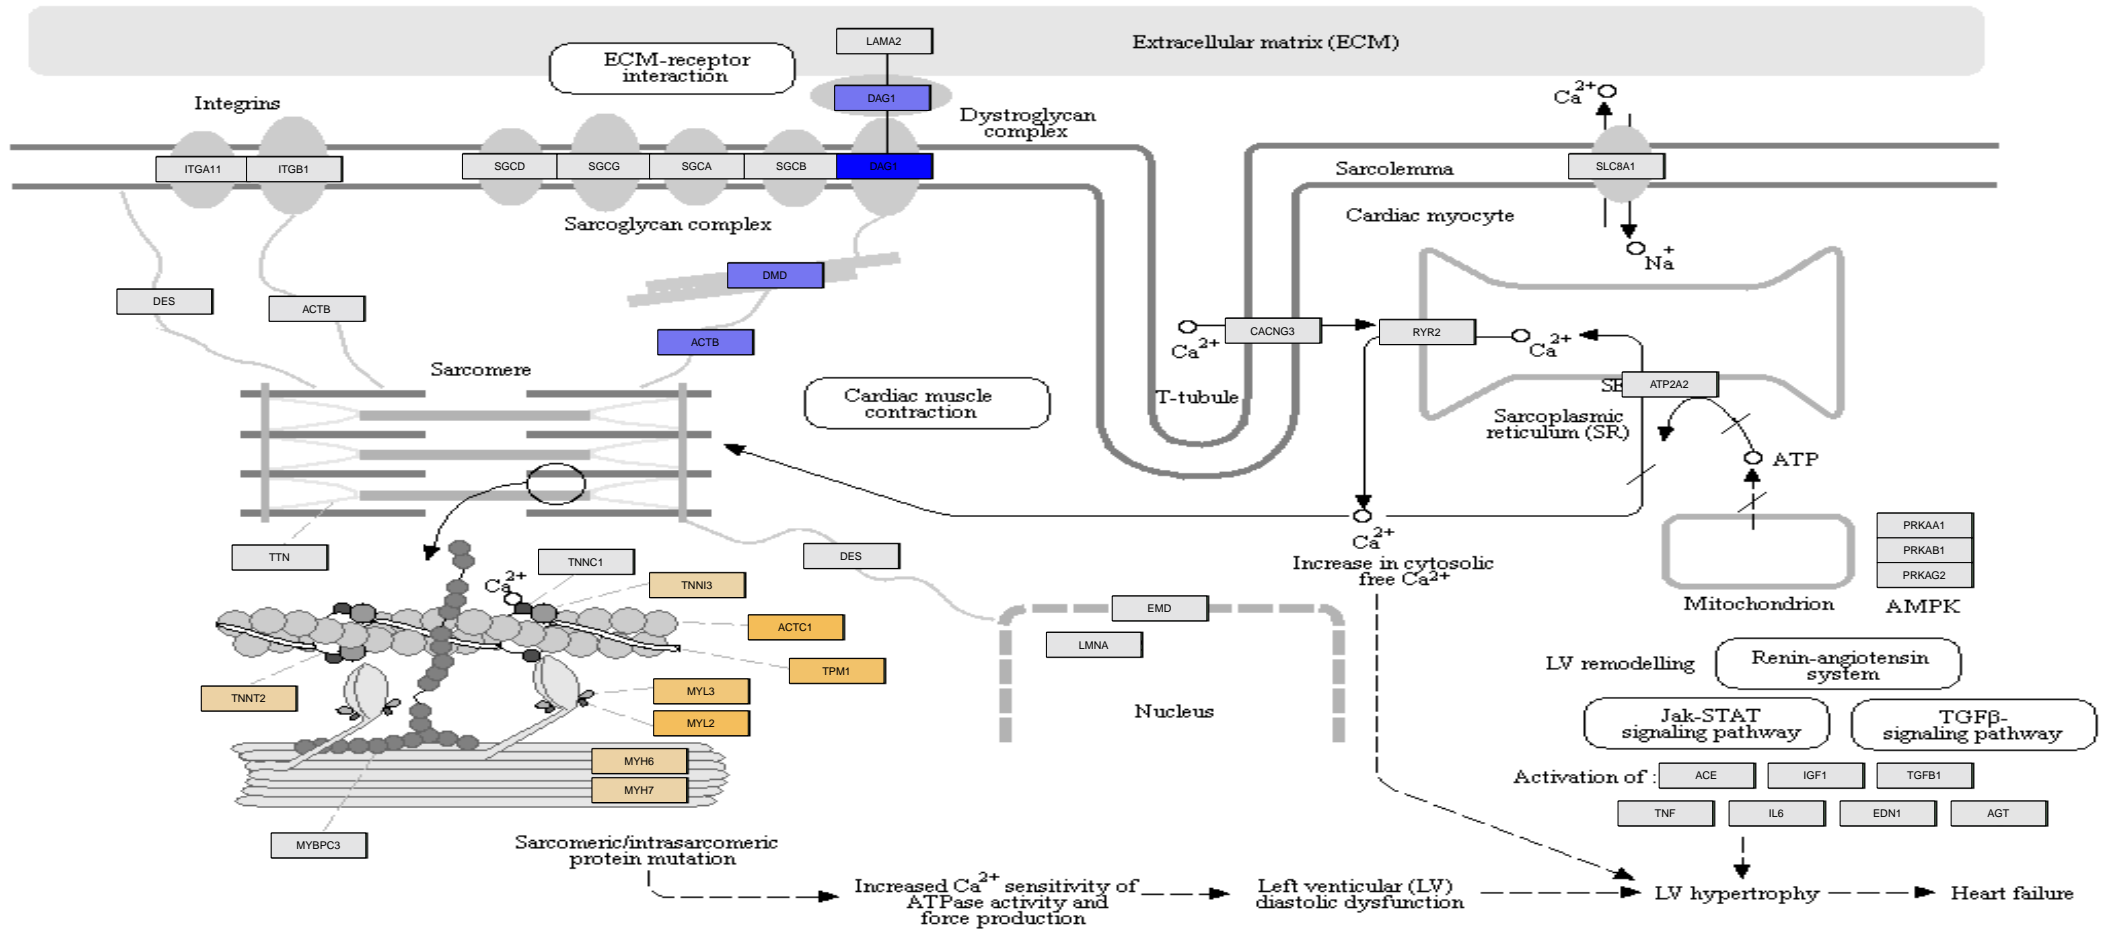 LAMA2
Extracellular matrix (ECM)
ECM-receptor
interaction
DAG1
Integrins
Dystroglycan
complex
Ca2+
ITGA11
ITGB1
SGCD
SGCG
SGCA
SGCB
DAG1
Sarcolemma
SLC8A1
Sarcoglycan complex
Cardiac myocyte
Na+
DES
ACTB
DMD
ACTB
Ca2+
CACNG3
RYR2
Ca2+
Sarcomere
Cardiac muscle
contraction
T-tubule
SE
ATP2A2
Sarcoplasmic
reticulum (SR)
ATP
Ca2+
Increase in cytosolic
free Ca2+
TTN
TNNC1
DES
PRKAA1
PRKAB1
PRKAG2
Mitochondrion
AMPK
Ca2+
TNNI3
ACTC1
EMD
LMNA
TPM1
TNNT2
MYL3
MYL2
Nucleus
LV remodelling
Renin-angiotensin
system
Jak-STAT
signaling pathway
TGFβ-
signaling pathway
MYH6
MYH7
Activation of :
ACE
IGF1
TGFB1
TNF
IL6
EDN1
AGT
MYBPC3
Sarcomeric/intrasarcomeric
protein mutation
Increased Ca2+ sensitivity of
ATPase activity and
force production
Left venticular (LV)
diastolic dysfunction
LV hypertrophy
Heart failure